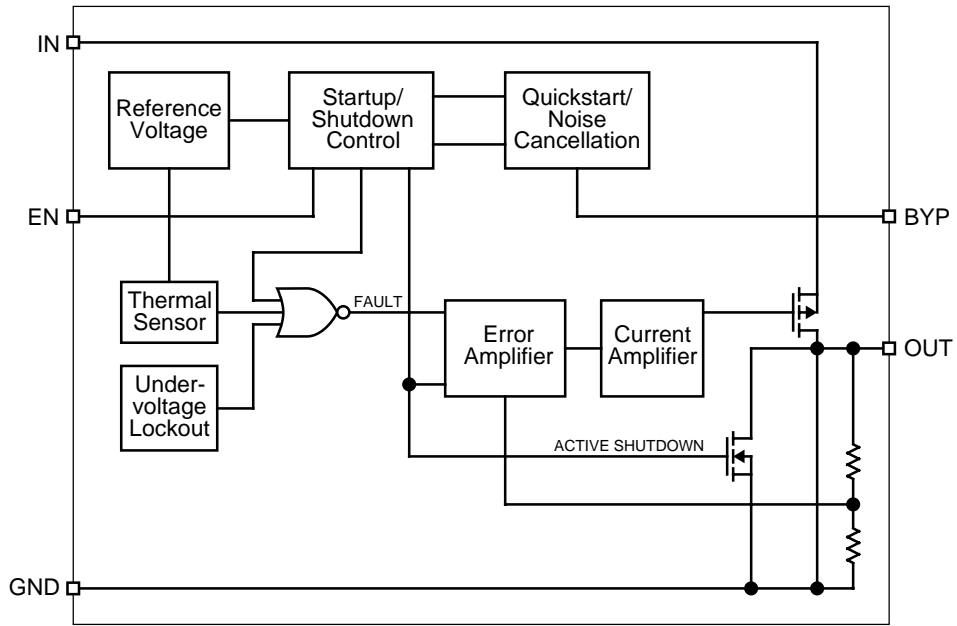 IN
Reference
Voltage
Startup/
Shutdown
Control
Quickstart/
Noise
Cancellation
EN
BYP
Thermal
Sensor
FAULT
Error
Amplifier
Current
Amplifier
OUT
Under-
voltage
Lockout
ACTIVE SHUTDOWN
GND